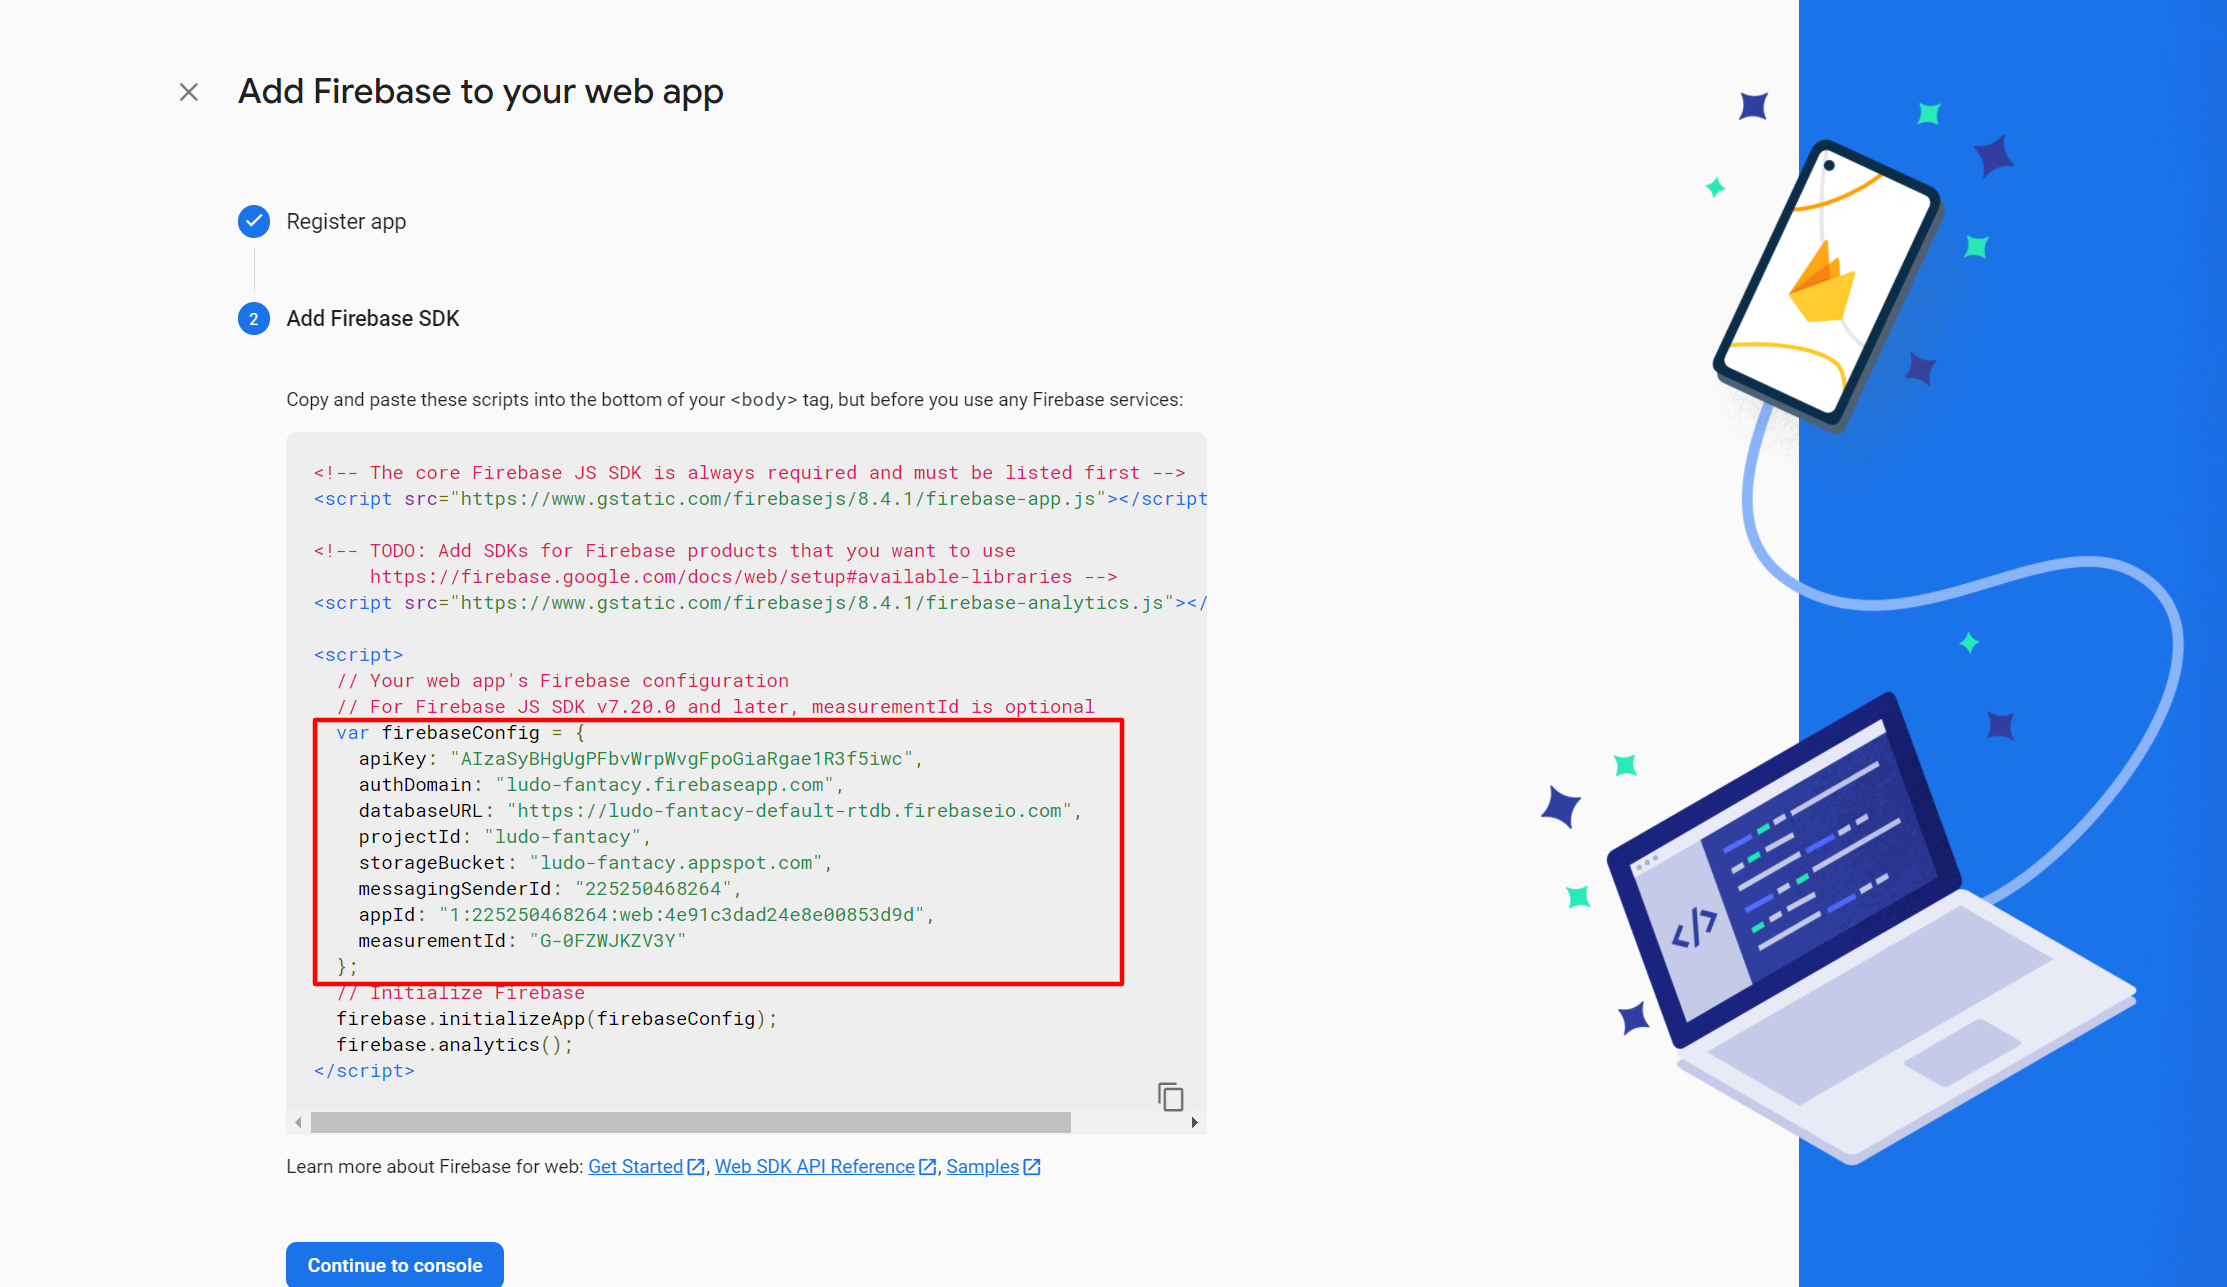 Add Firebase to your web app
Register app
2 Add Firebase SDK
Copy and paste these scripts into the bottom of your <body> tag, but before you use any Firebase services:
<!-- The core Firebase JS SDK is always required and must be listed first -->
<script src="https://www.gstatic.com/firebasejs/8.4.1/firebase-app.js"></script
<!-- TODO: Add SDKs for Firebase products that you want to use
https://firebase.google.com/docs/web/setup#available-libraries -->
<script src="https://www.gstatic.com/firebasejs/8.4.1/firebase-analytics.js"></
<script>
// Your web app's Firebase configuration
// For Firebase JS SDK v7.20.0 and later, measurementId is optional
var firebaseConfig = {
apiKey: "AIzaSyBHgUgPFbvWrpWvgFpoGiaRgae1R3f5iwc",
authDomain: "ludo-fantacy.firebaseapp.com",
databaseURL: "https://ludo-fantacy-default-rtdb.firebaseio.com",
projectId: "ludo-fantacy",
storageBucket: "ludo-fantacy.appspot.com",
messagingSenderId: "225250468264",
appId: "1:225250468264:web:4e91c3dad24e8e00853d9d",
measurementId: "G-0FZWJKZV3Y"
};
// Initialize Firebase
firebase.initializeApp(firebaseConfig);
firebase.analytics();
</script>
Learn more about Firebase for web: Get Started, Web SDK API Reference, Samples
Continue to console
</>